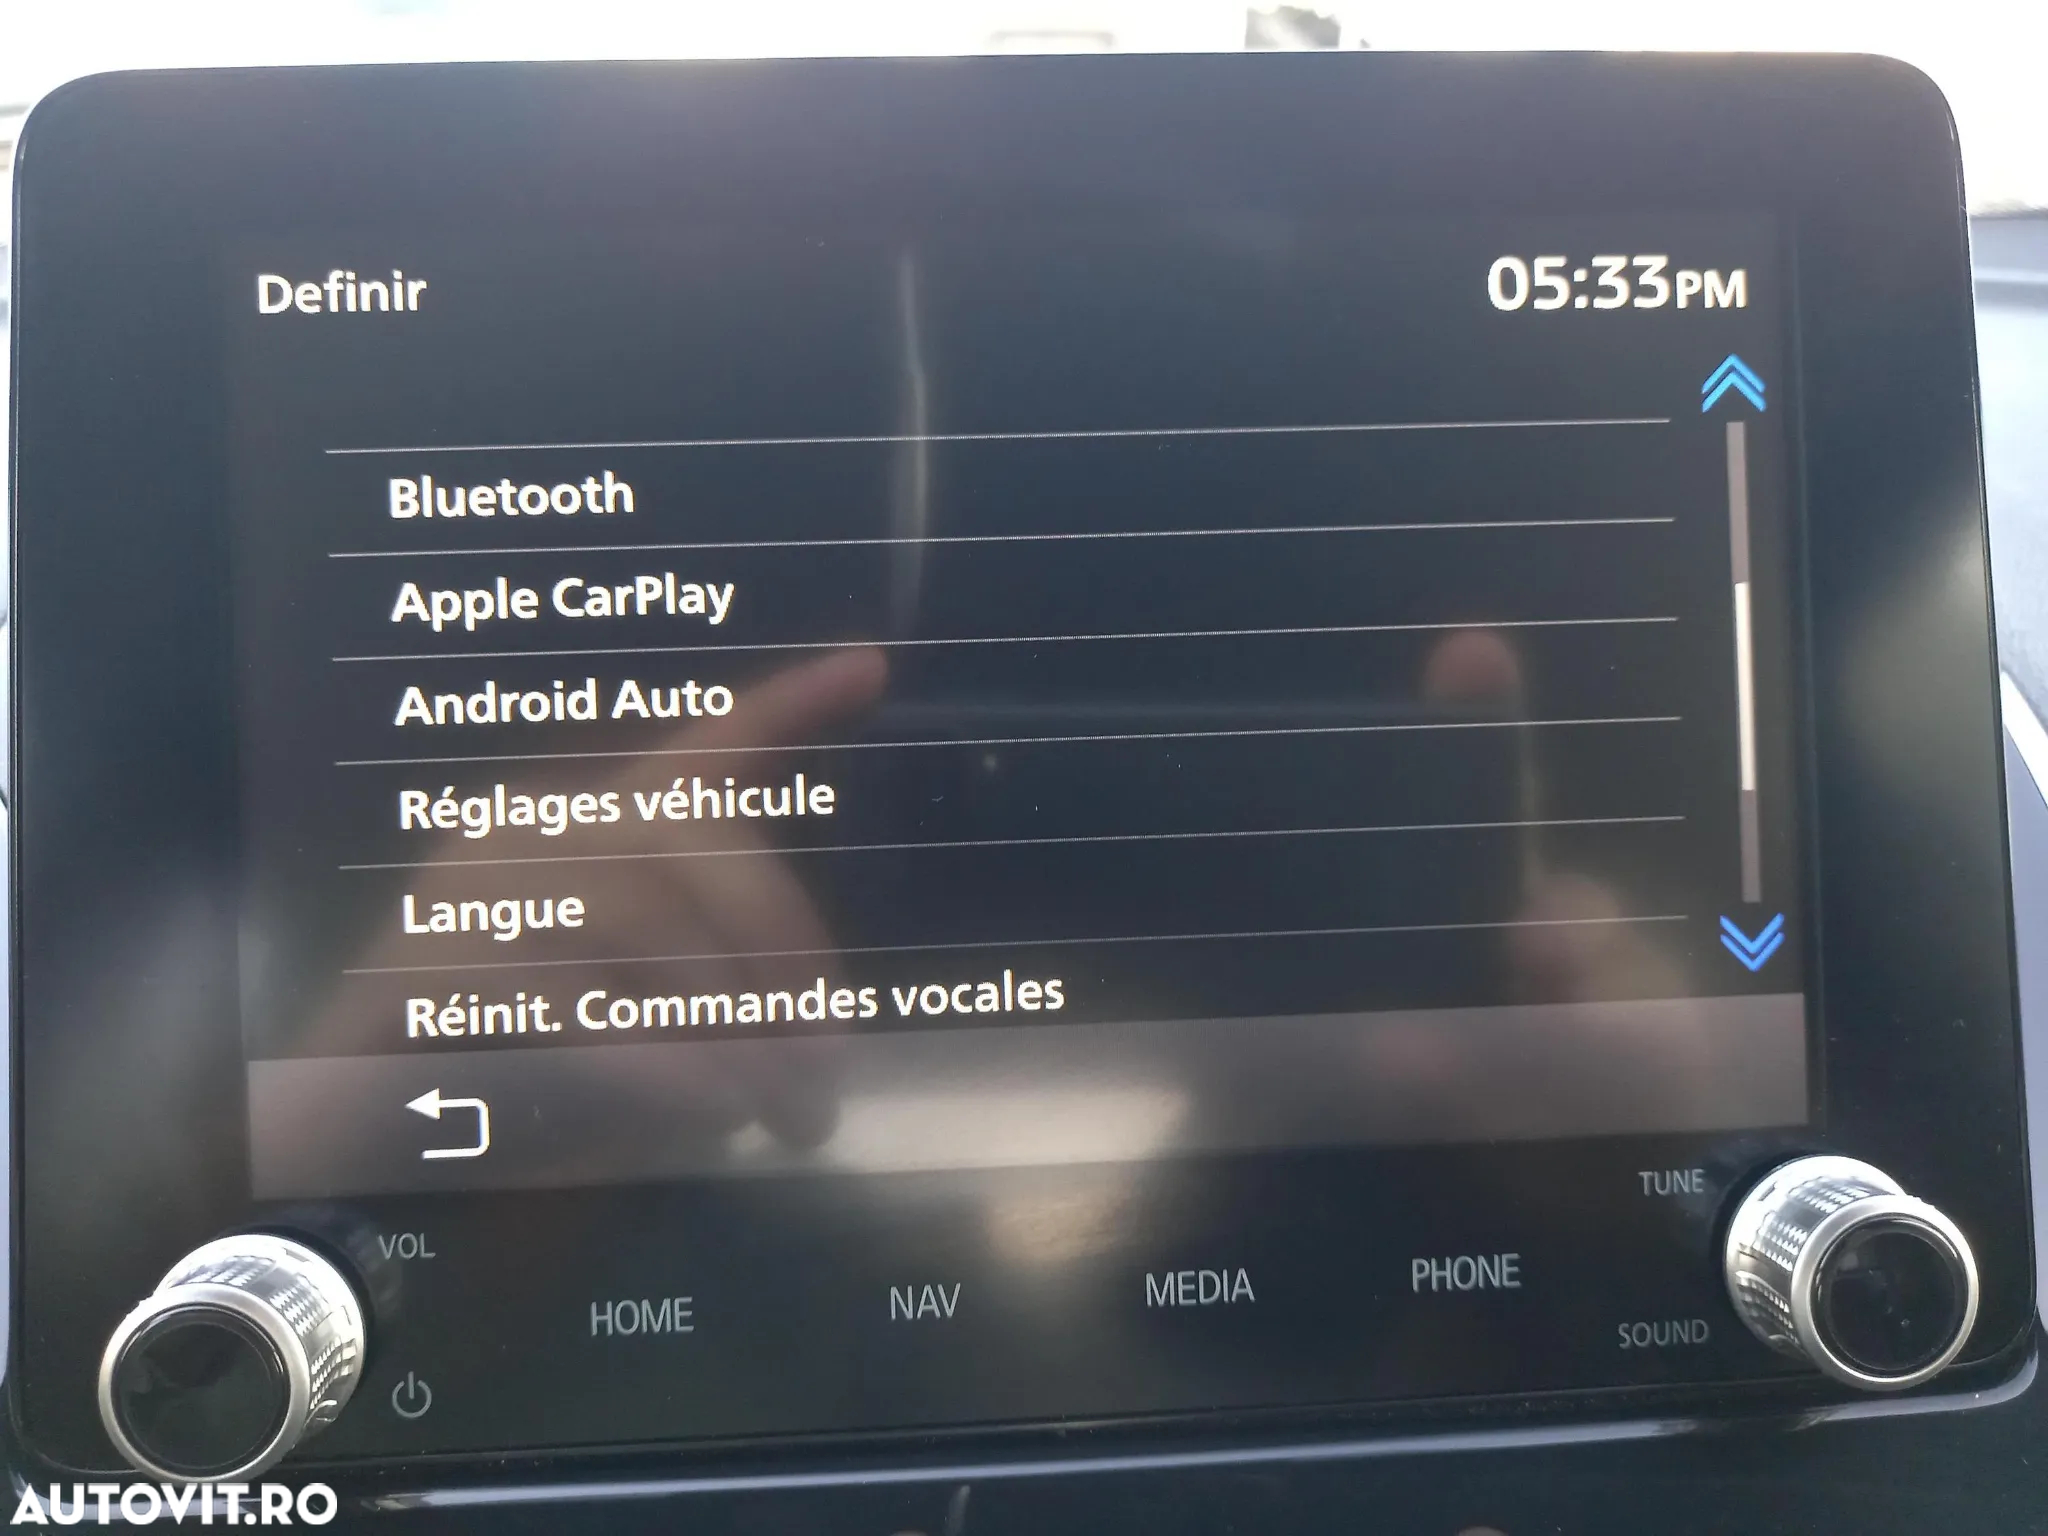 Definir
05:33PM
Bluetooth
Apple CarPlay
Android Auto
Réglages véhicule
Langue
Réinit. Commandes vocales
VOL
HOME
NAV
MEDIA
PHONE
TUNE
SOUND
AUTOVIT.RO